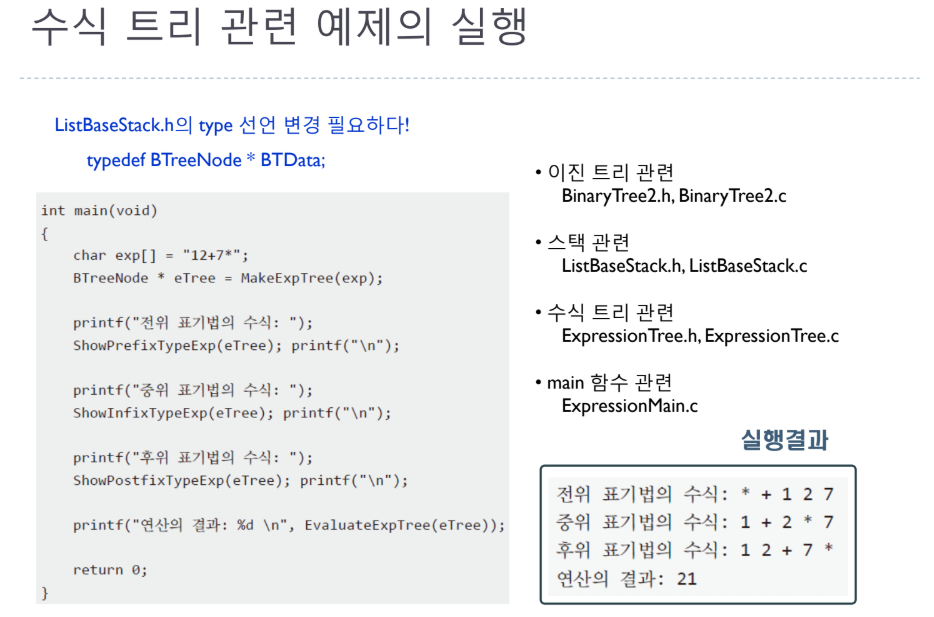 수식 트리 관련 예제의 실행
ListBaseStack.h의 type 선언 변경 필요하다!
typedef BTreeNode * BTData;
int main(void)
{
char exp[] = "12+7*";
BTreeNode * eTree = MakeExpTree(exp);
printf("전위 표기법의 수식: ");
ShowPrefixTypeExp(eTree); printf("\n");
printf("중위 표기법의 수식: ");
ShowInfixTypeExp(eTree); printf("\n");
printf("후위 표기법의 수식: ");
ShowPostfixTypeExp(eTree); printf("\n");
printf("연산의 결과: %d \n", EvaluateExpTree(eTree));
return 0;
}
• 이진 트리 관련
BinaryTree2.h, BinaryTree2.c
• 스택 관련
ListBaseStack.h, ListBaseStack.c
• 수식 트리 관련
ExpressionTree.h, ExpressionTree.c
• main 함수 관련
ExpressionMain.c
실행결과
전위 표기법의 수식: * + 1 2 7
중위 표기법의 수식: 1 + 2 * 7
후위 표기법의 수식: 1 2 + 7 *
연산의 결과: 21